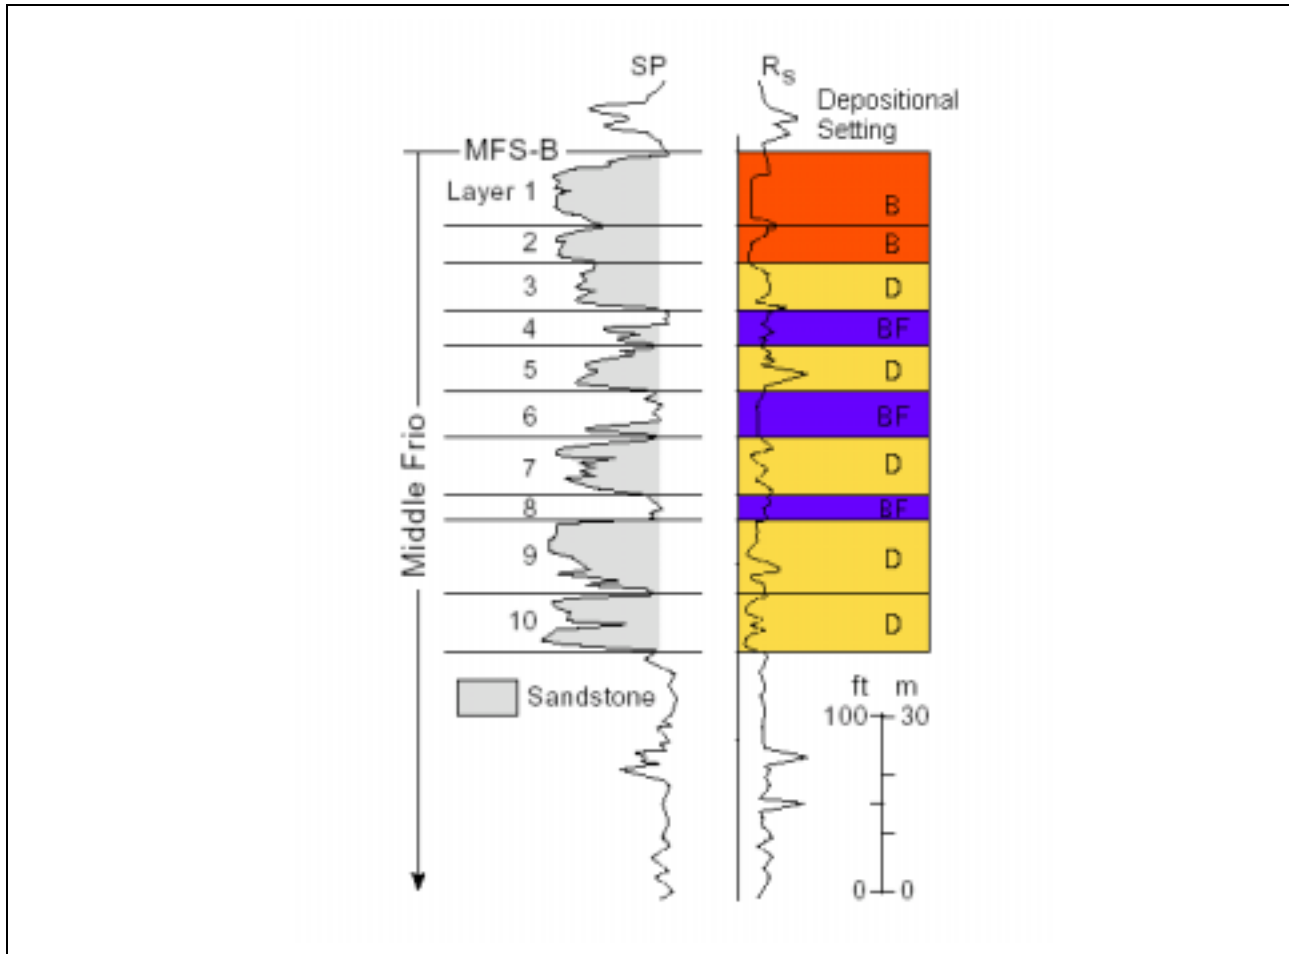 SP
Rs
Depositional
Setting
MFS-B
Layer 1
B
2
B
3
D
4
BF
5
D
6
BF
7
D
8
BF
9
D
10
D
Middle Frio
Sandstone
ft m
100 30
0 0